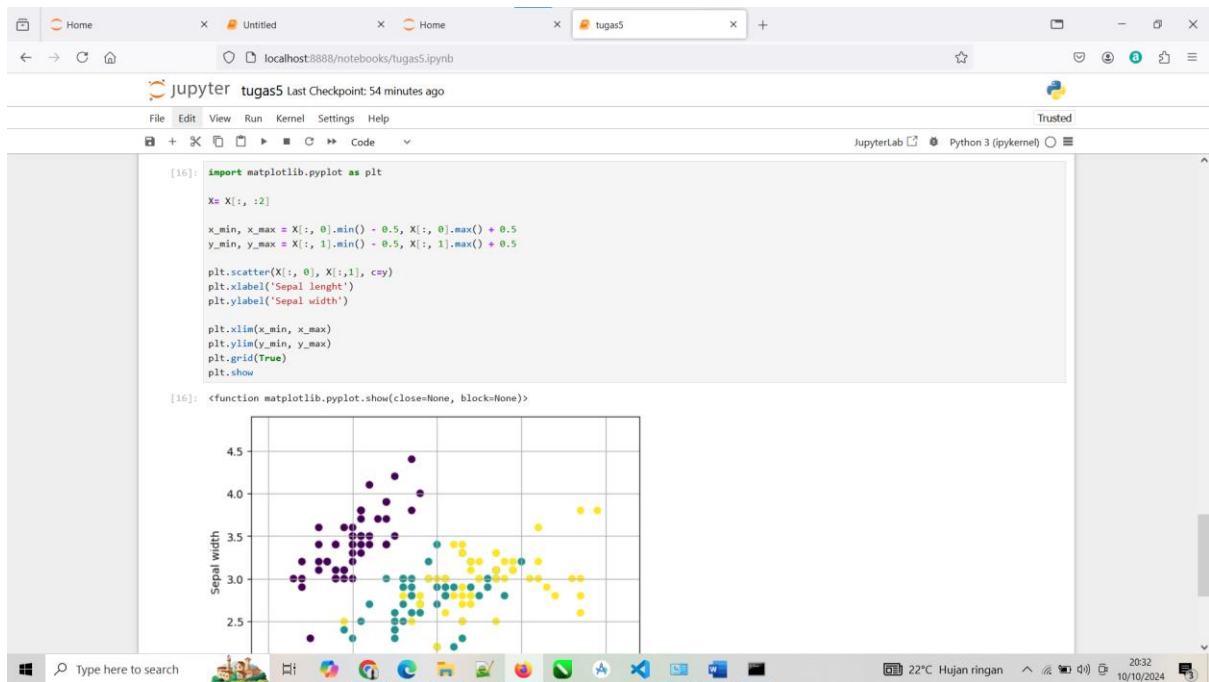 Home
Untitled
Home
tugas5
localhost:8888/notebooks/tugas5.ipynb
jupyter tugas5 Last Checkpoint: 54 minutes ago
File Edit View Run Kernel Settings Help
Trusted
Code
JupyterLab
Python 3 (ipykernel)
[16]: import matplotlib.pyplot as plt
X= X[:, :2]
x_min, x_max = X[:, 0].min() - 0.5, X[:, 0].max() + 0.5
y_min, y_max = X[:, 1].min() - 0.5, X[:, 1].max() + 0.5
plt.scatter(X[:, 0], X[:,1], c=y)
plt.xlabel('Sepal lenght')
plt.ylabel('Sepal width')
plt.xlim(x_min, x_max)
plt.ylim(y_min, y_max)
plt.grid(True)
plt.show
[16]: <function matplotlib.pyplot.show(close=None, block=None)>
4.5
4.0
3.5
3.0
2.5
Sepal width
Type here to search
22°C Hujan ringan
20:32
10/10/2024